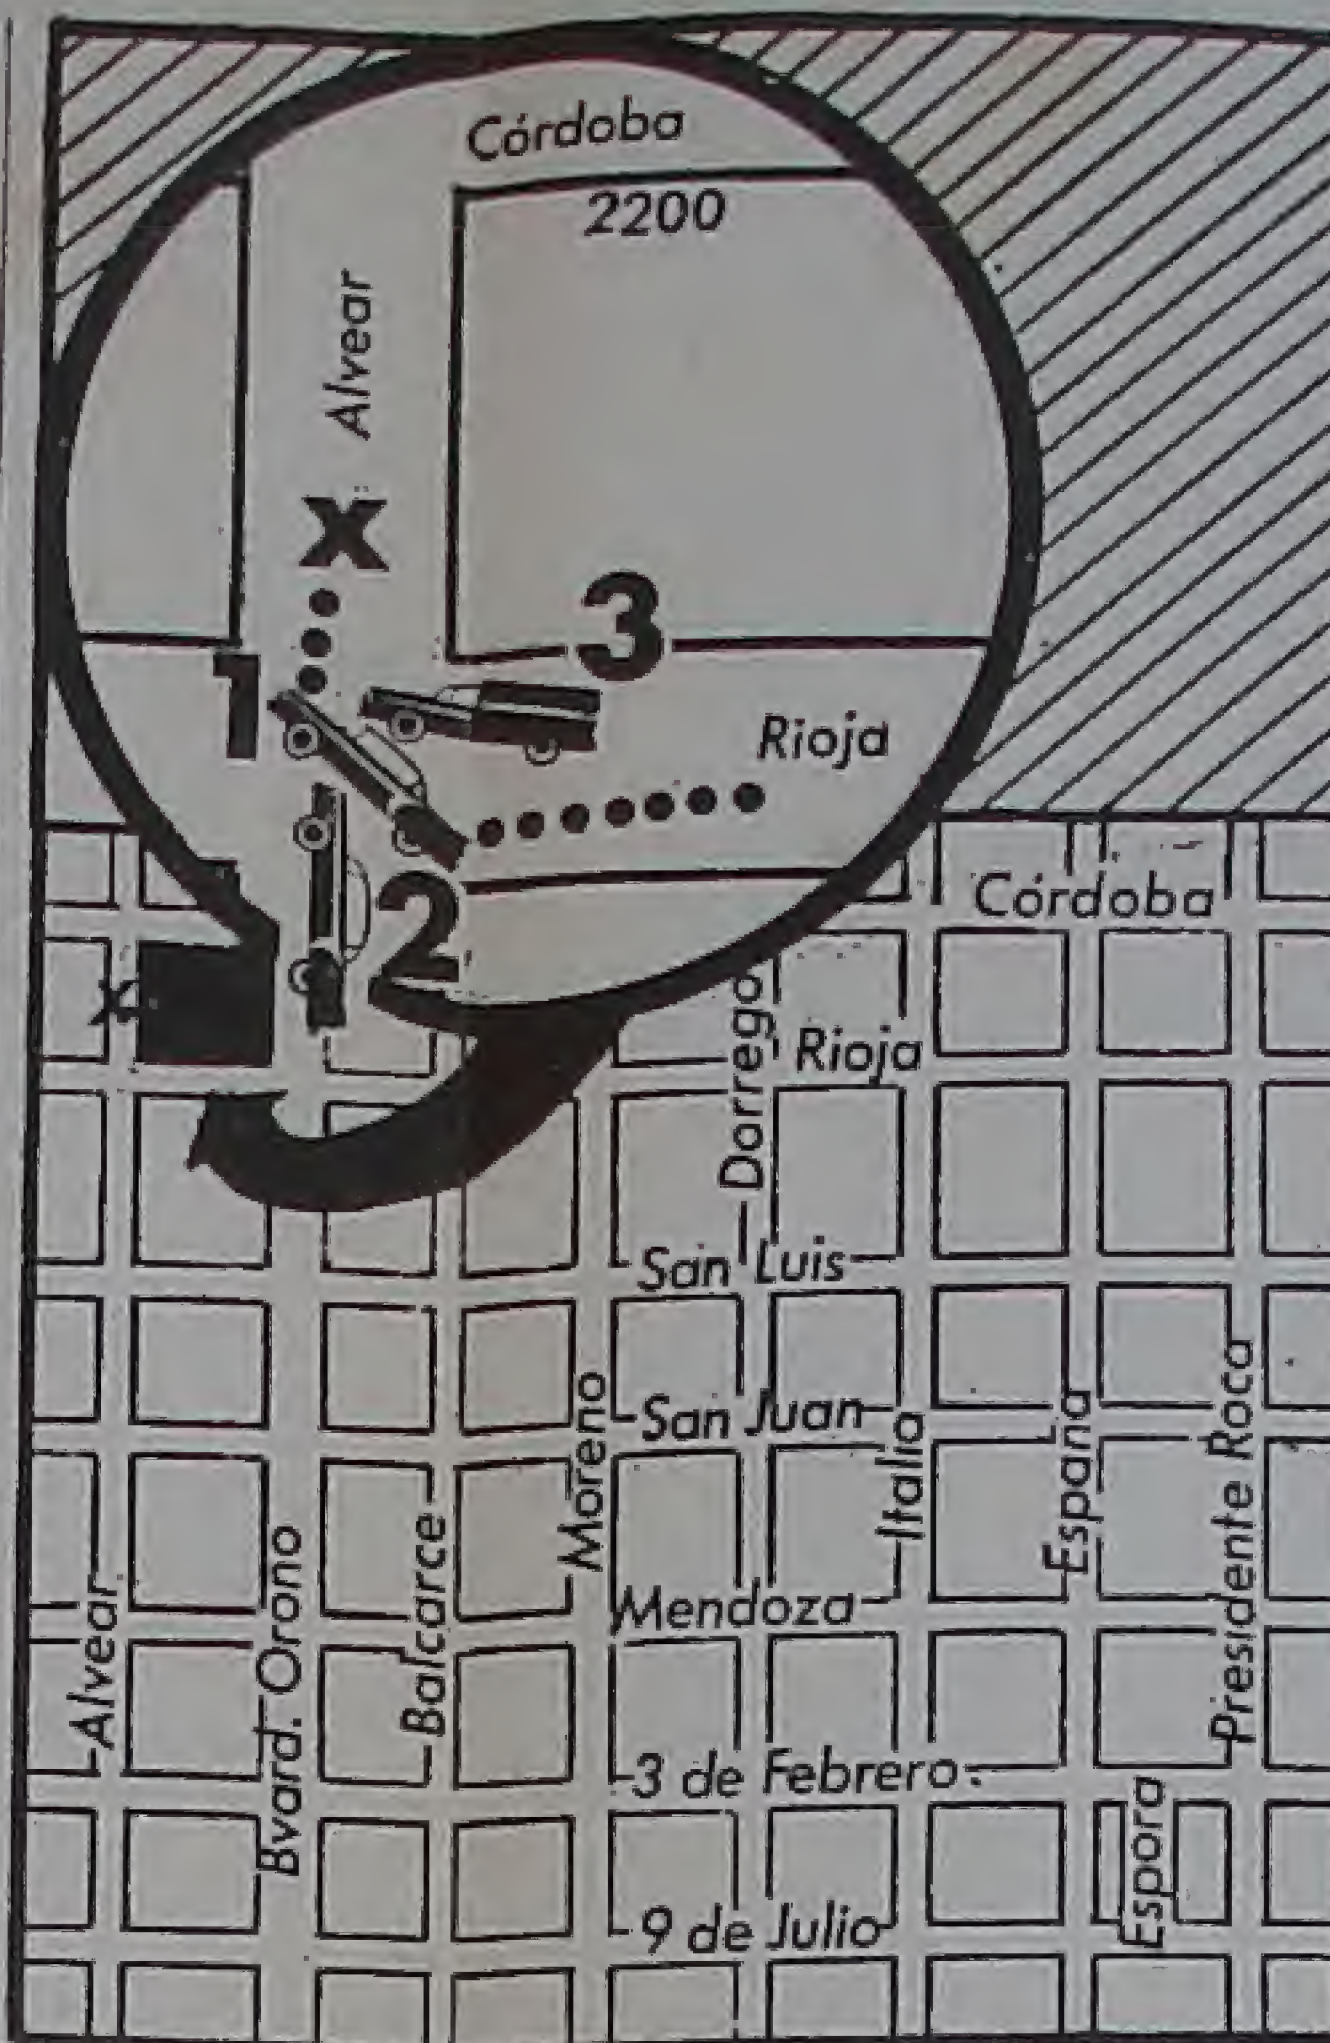 Córdoba
2200
Alvear
X
3
1
Rioja
2
Córdoba
X
Dorrego
Rioja
San Luis
San Juan
Moreno
Italia
España
Presidente Roca
Mendoza
Alvear
Bvard. Orono
Balcarce
3 de Febrero
Espora
9 de Julio